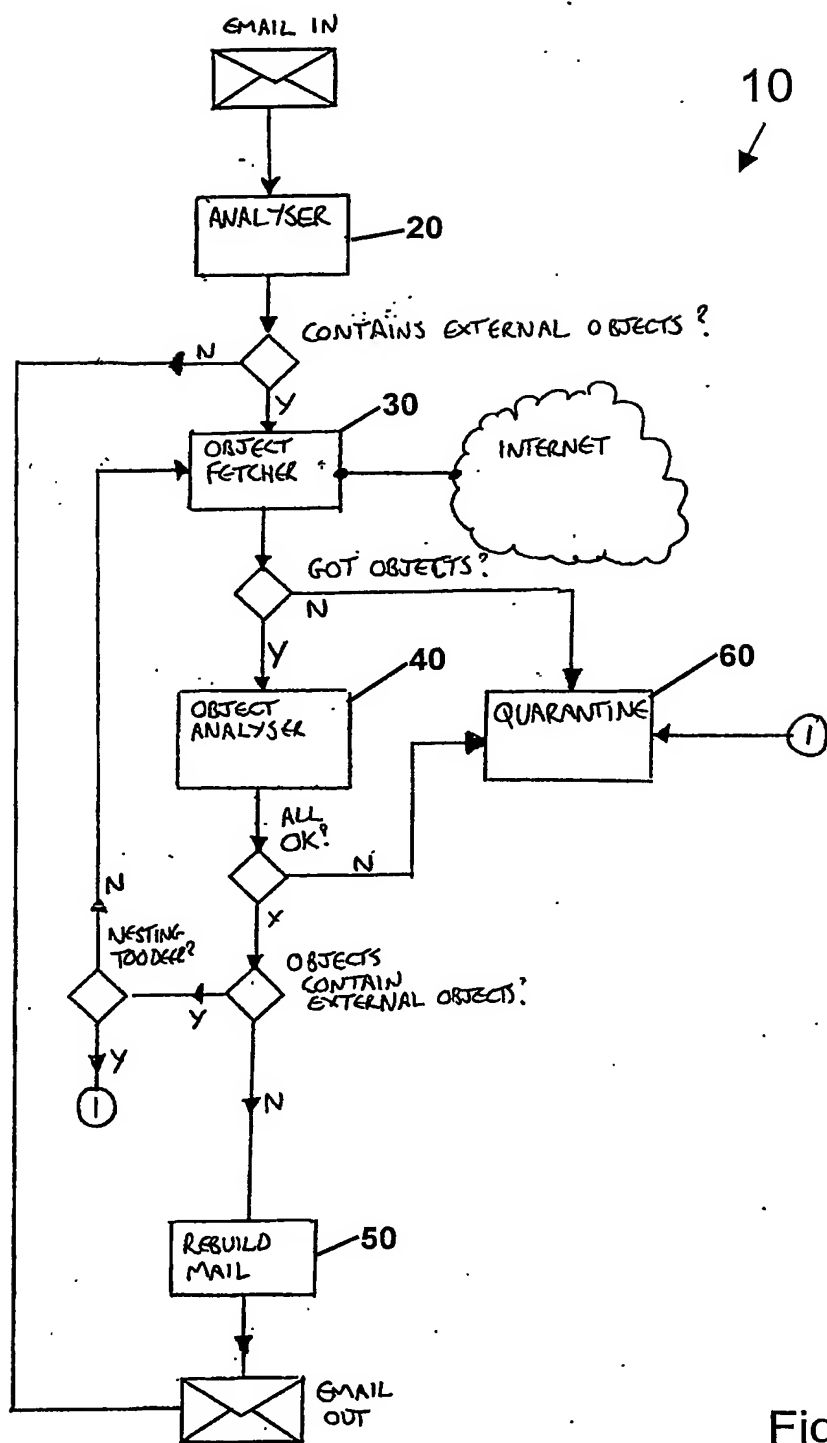 EMAIL IN
10
ANALYSER
20
CONTAINS EXTERNAL OBJECTS?
N
Y
30
OBJECT
FETCHER
INTERNET
GOT OBJECTS?
N
Y
40
60
OBJECT
ANALYSER
QUARANTINE
1
ALL
OK?
N
N
Y
NESTING
TOO DEEP?
OBJECTS
CONTAIN
EXTERNAL OBJECTS?
Y
Y
1
N
REBUILD
MAIL
50
EMAIL
OUT
Fig